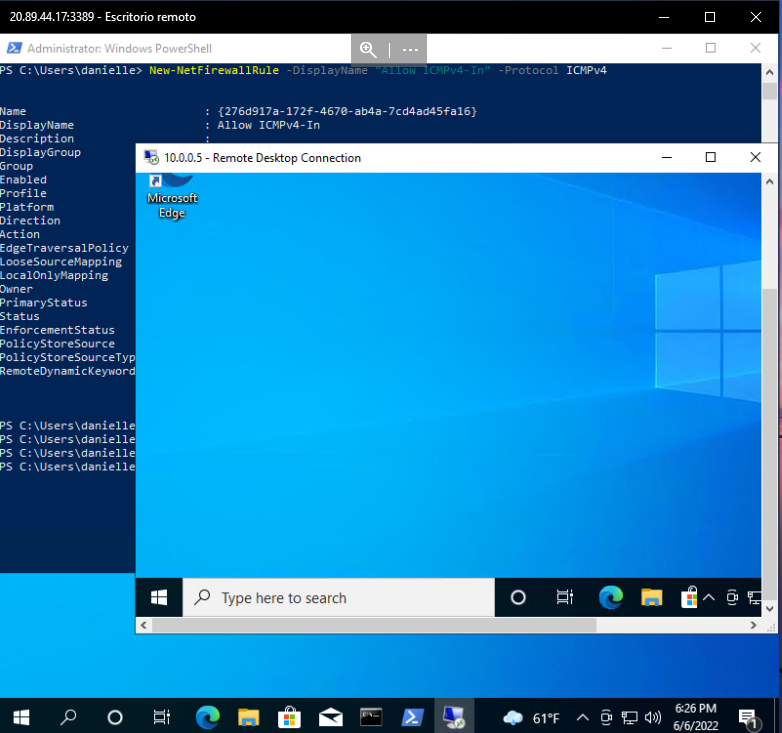 20.89.44.17:3389 - Escritorio remoto
Administrator: Windows PowerShell
PS C:\Users\danielle> New-NetFirewallRule -DisplayName "Allow ICMPv4-In" -Protocol ICMPv4
Name : {276d917a-172f-4670-ab4a-7cd4ad45fa16}
DisplayName : Allow ICMPv4-In
Description :
DisplayGroup
Group
Enabled
Profile
Platform
Direction
Action
EdgeTraversalPolicy
LooseSourceMapping
LocalOnlyMapping
Owner
PrimaryStatus
Status
EnforcementStatus
PolicyStoreSource
PolicyStoreSourceTyp
RemoteDynamicKeyword
PS C:\Users\danielle
PS C:\Users\danielle
PS C:\Users\danielle
PS C:\Users\danielle
10.0.0.5 - Remote Desktop Connection
Microsoft
Edge
Type here to search
61°F
6:26 PM
6/6/2022
1